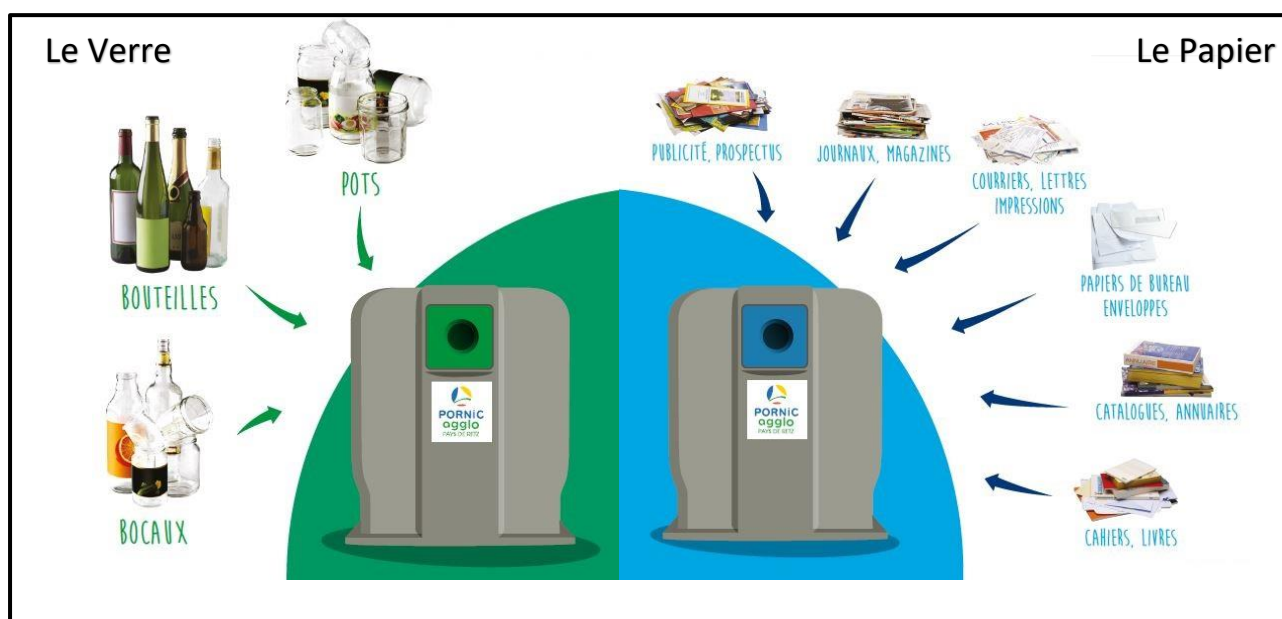 Le Verre
Le Papier
POTS
BOUTEILLES
BOCAUX
PUBLICITÉ, PROSPECTUS
JOURNAUX, MAGAZINES
COURRIERS, LETTRES
IMPRESSIONS
PAPIERS DE BUREAU
ENVELOPPES
CATALOGUES, ANNUAIRES
CAHIERS, LIVRES
PORNiC
agglo
PAYS DE RETZ
PORNiC
agglo
PAYS DE RETZ